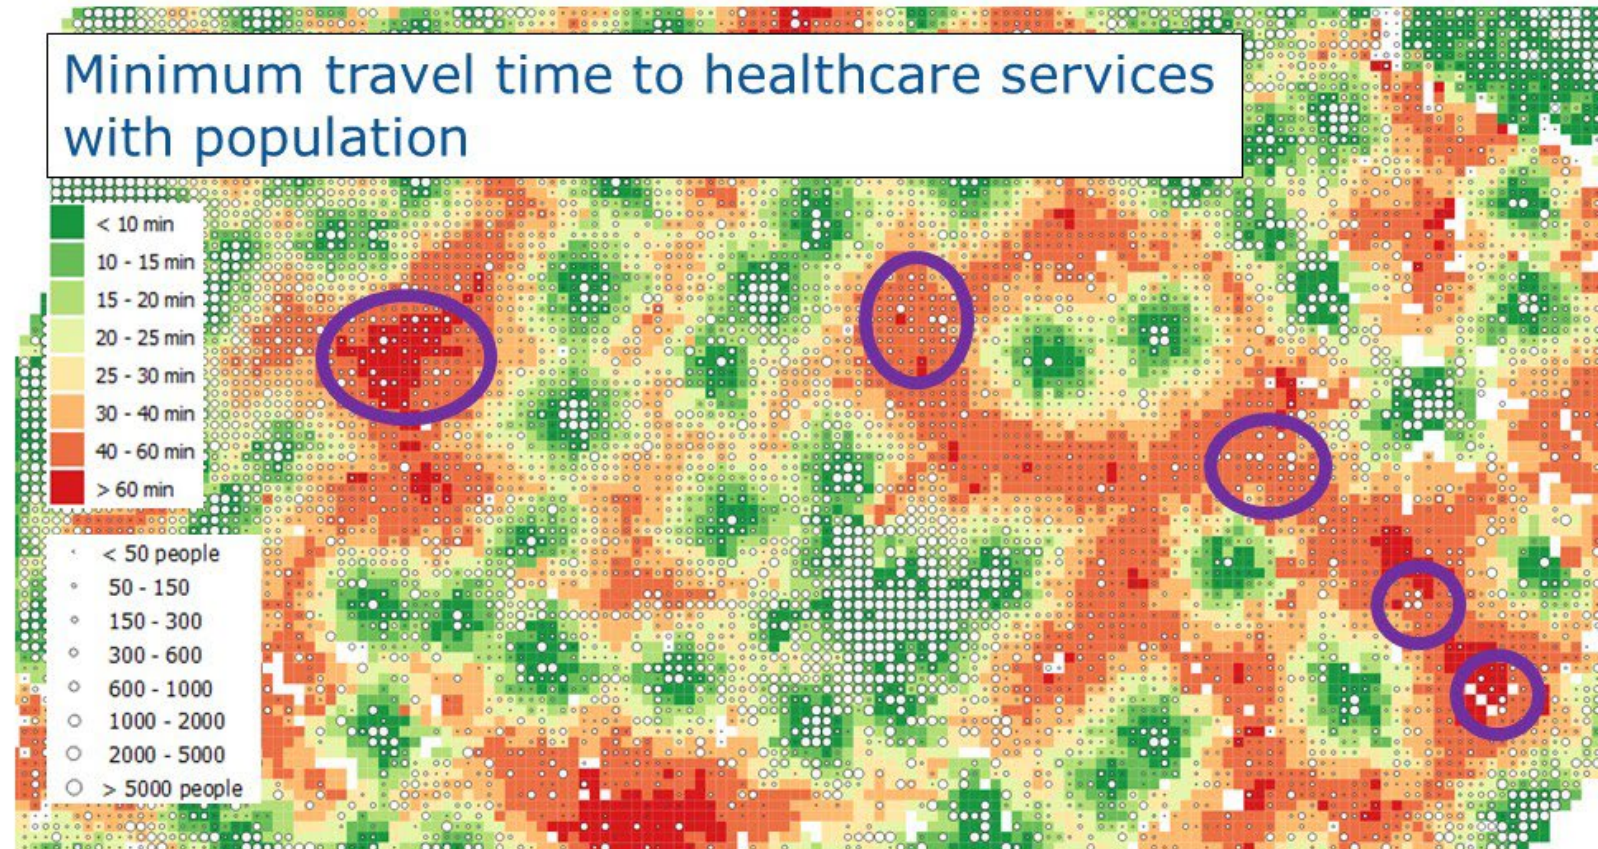 Minimum travel time to healthcare services
with population
< 10 min
10 - 15 min
15 - 20 min
20 - 25 min
25 - 30 min
30 - 40 min
40 - 60 min
> 60 min
< 50 people
50 - 150
150 - 300
300 - 600
600 - 1000
1000 - 2000
2000 - 5000
> 5000 people